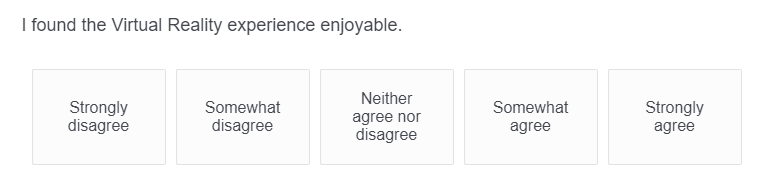 I found the Virtual Reality experience enjoyable.
Strongly
disagree
Somewhat
disagree
Neither
agree nor
disagree
Somewhat
agree
Strongly
agree